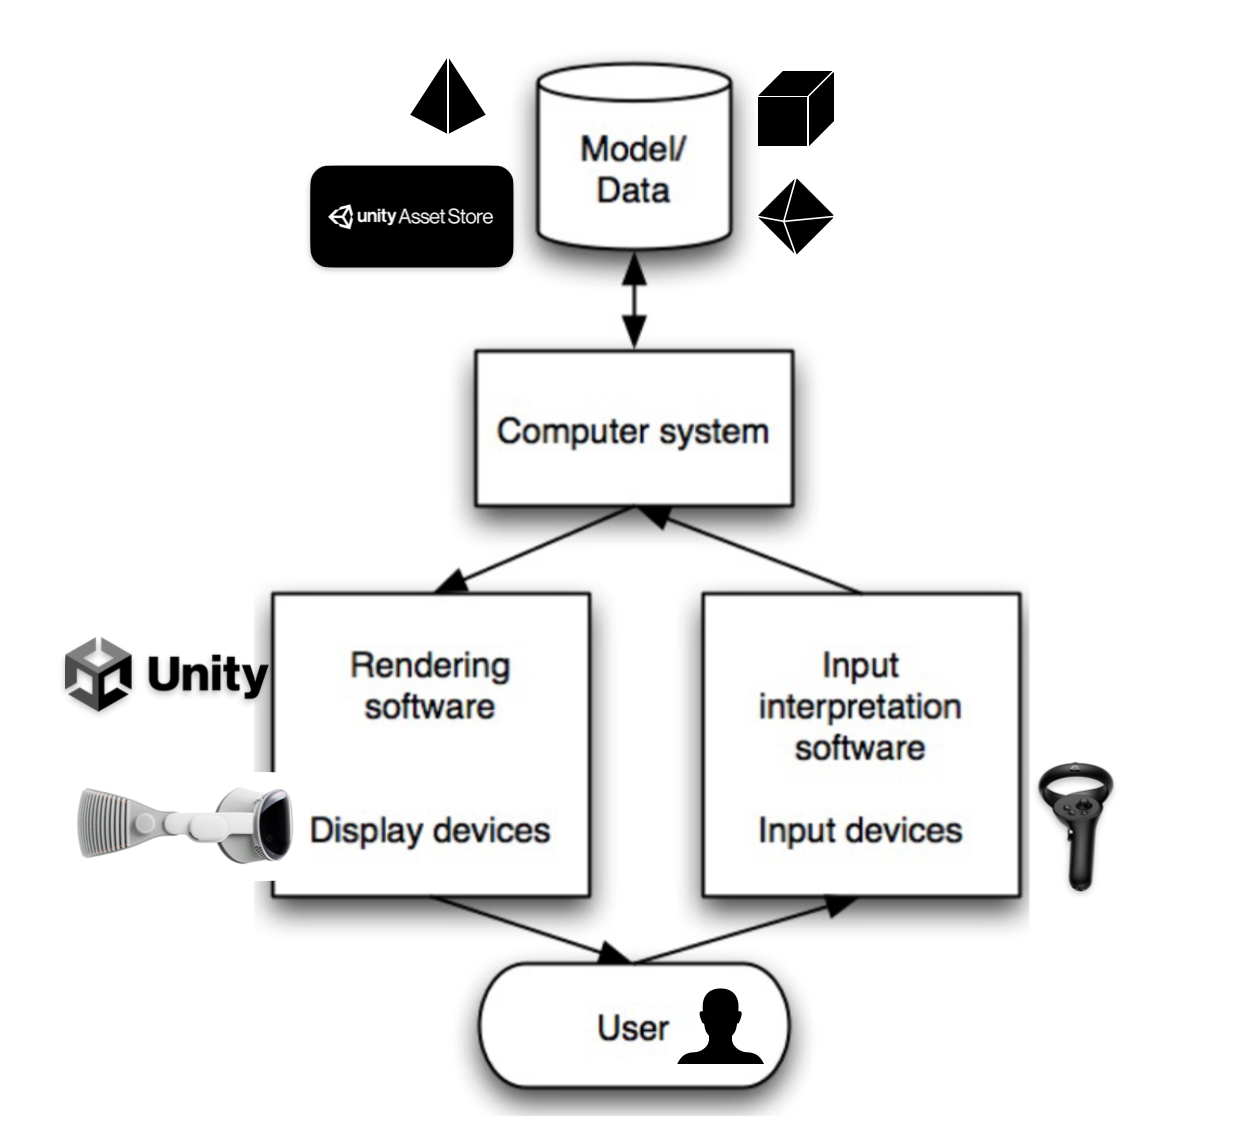 Model/
Data
unity Asset Store
Computer system
Unity
Rendering
software
Display devices
Input
interpretation
software
Input devices
User